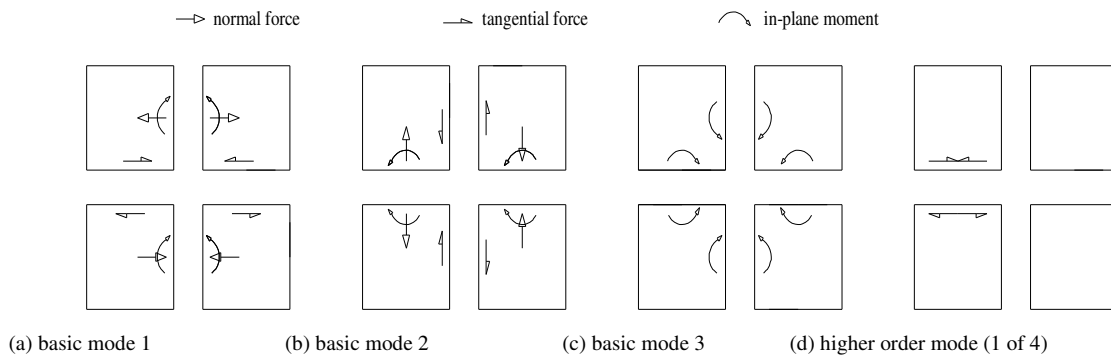 normal force tangential force in-plane moment
(a) basic mode 1 (b) basic mode 2 (c) basic mode 3 (d) higher order mode (1 of 4)